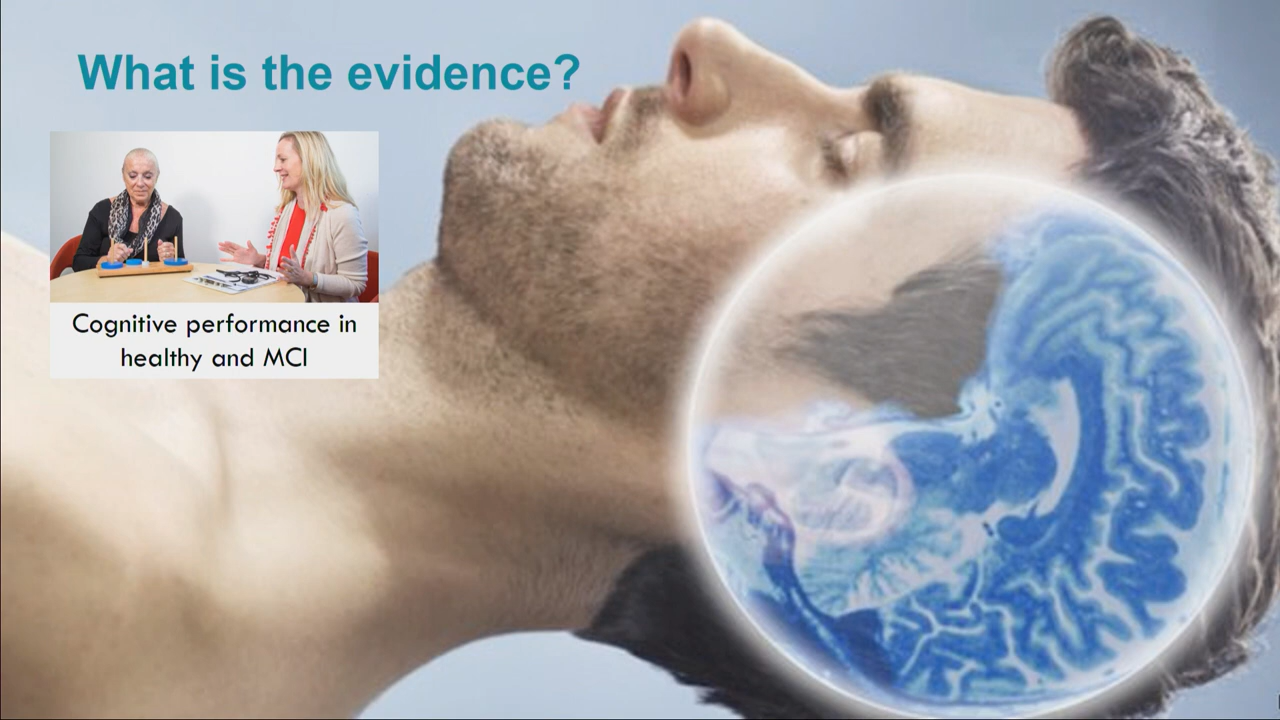 What is the evidence?
Cognitive performance in
healthy and MCI